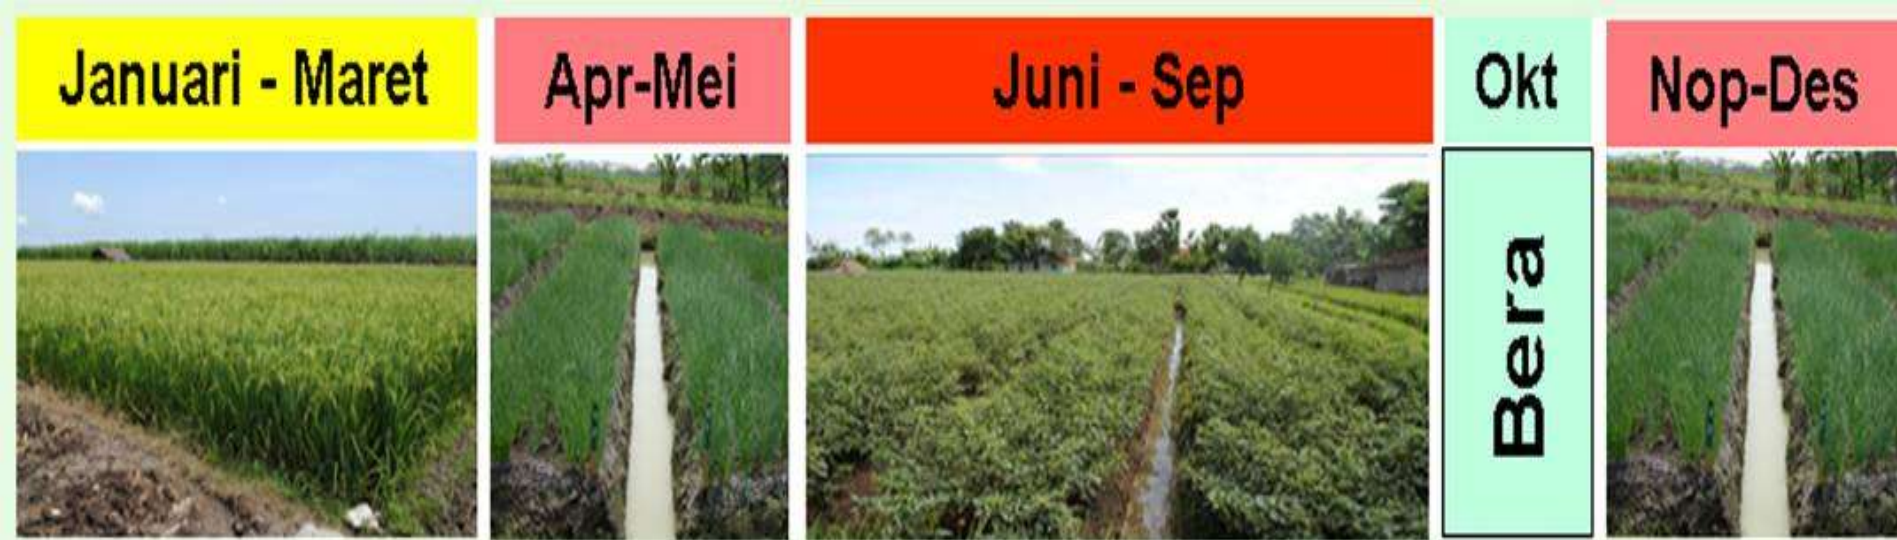 Januari - Maret
Apr-Mei
Juni - Sep
Okt
Nop-Des
Bera